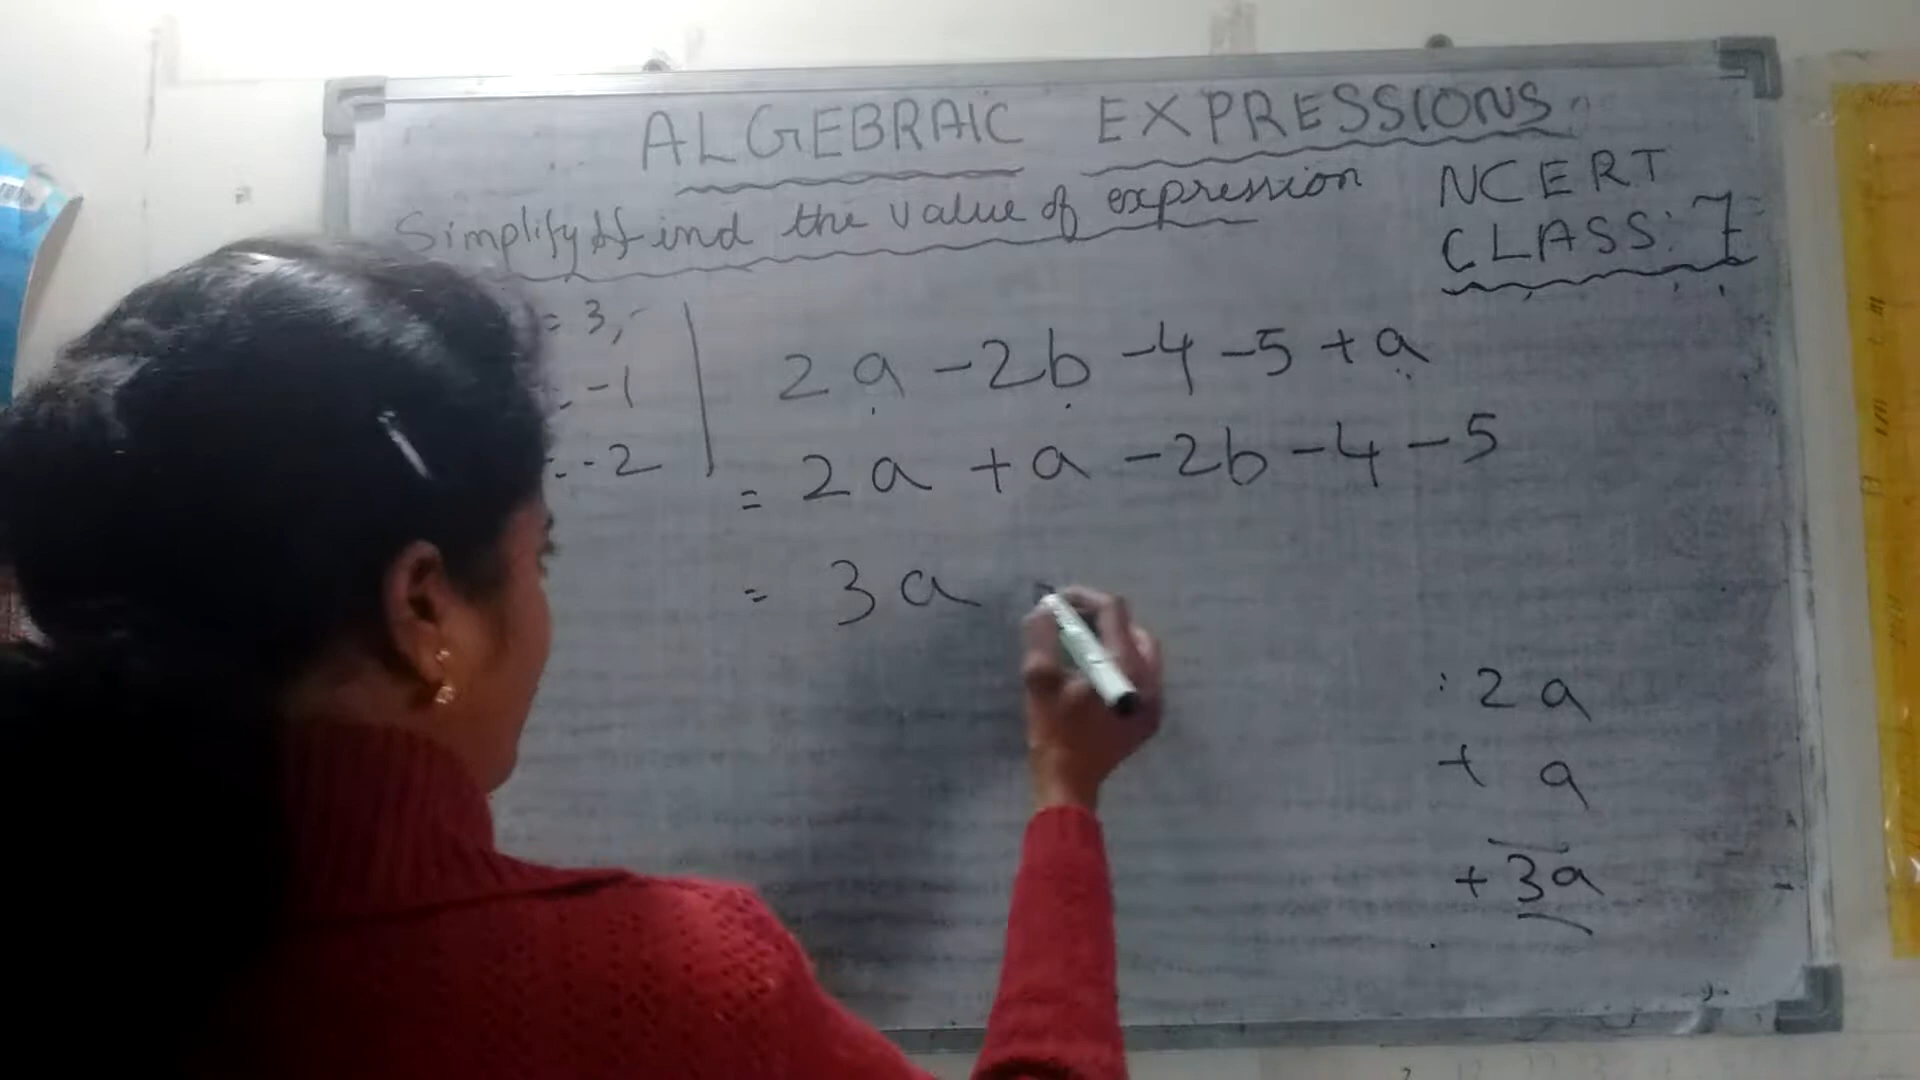 ALGEBRAIC EXPRESSIONS
Simplify & find the value of expression
NCERT
CLASS: 7
= 3,
= -1
= -2
2a - 2b - 4 - 5 + a
= 2a + a - 2b - 4 - 5
= 3a
2a
+ a
+ 3a